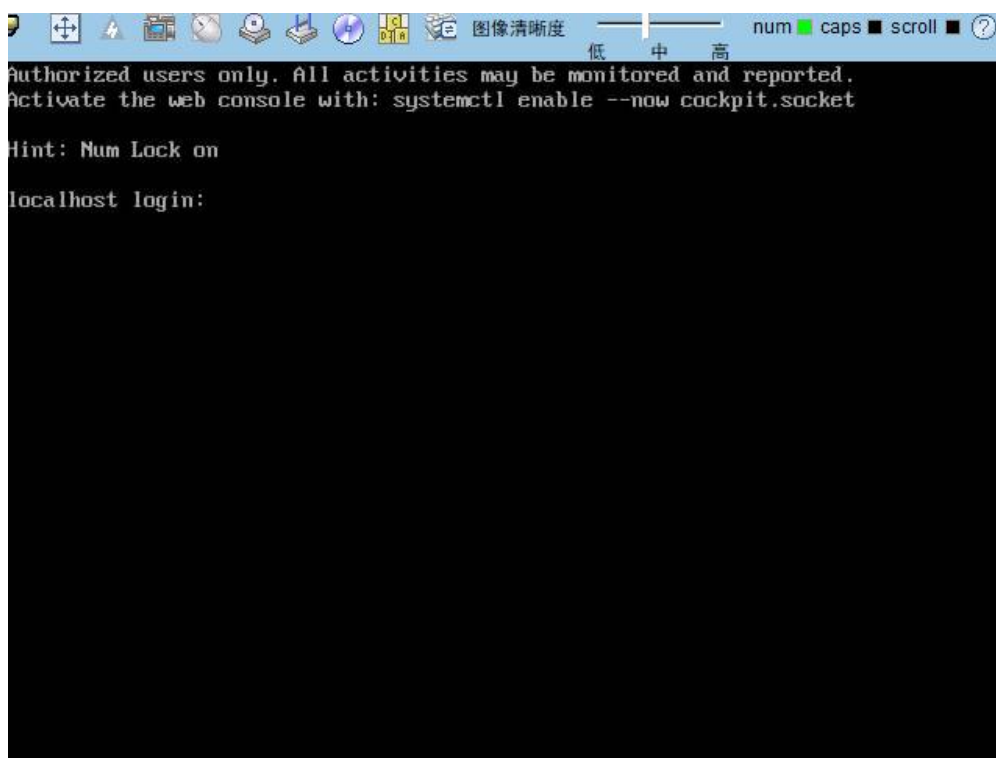 图像清晰度 num caps scroll ?
低 中 高
Authorized users only. All activities may be monitored and reported.
Activate the web console with: systemctl enable --now cockpit.socket
Hint: Num Lock on
localhost login: